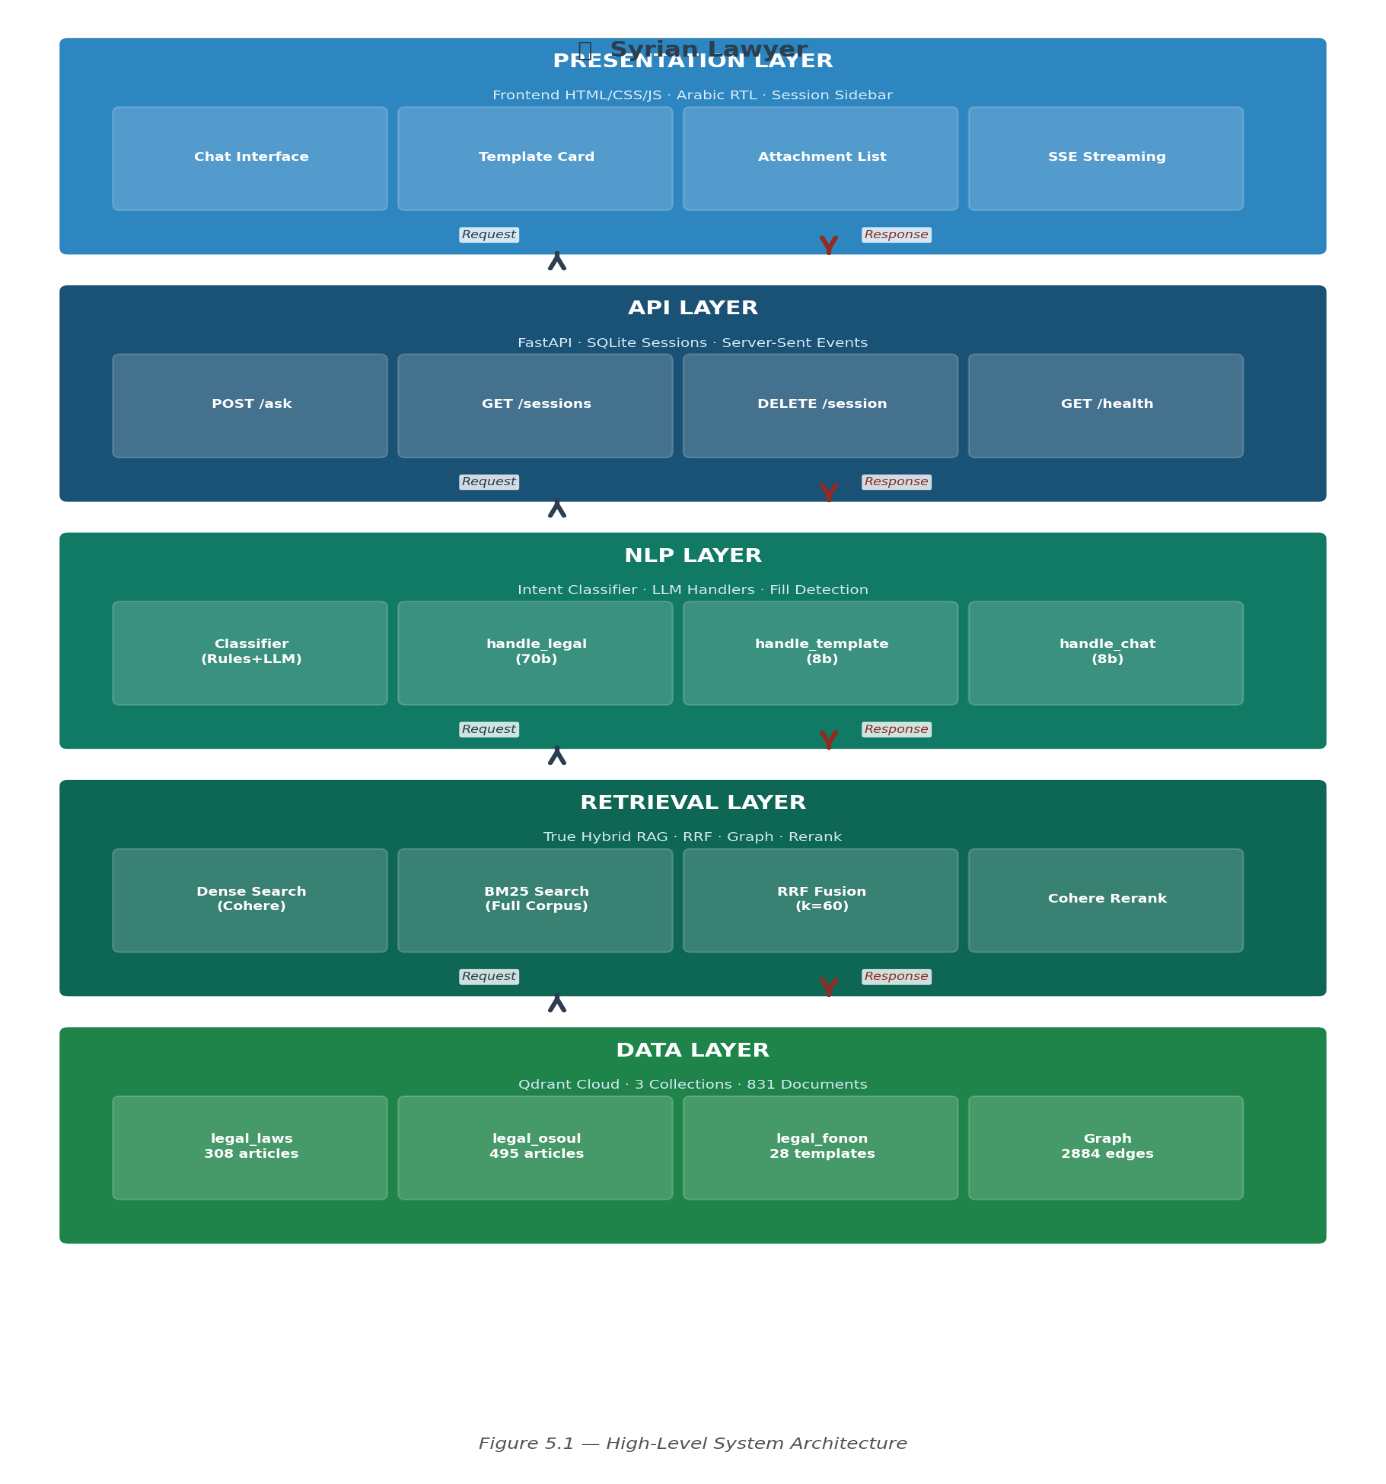 Syrian Lawyer
PRESENTATION LAYER
Frontend HTML/CSS/JS · Arabic RTL · Session Sidebar
Chat Interface
Template Card
Attachment List
SSE Streaming
Request
Response
API LAYER
FastAPI · SQLite Sessions · Server-Sent Events
POST /ask
GET /sessions
DELETE /session
GET /health
Request
Response
NLP LAYER
Intent Classifier · LLM Handlers · Fill Detection
Classifier
(Rules+LLM)
handle_legal
(70b)
handle_template
(8b)
handle_chat
(8b)
Request
Response
RETRIEVAL LAYER
True Hybrid RAG · RRF · Graph · Rerank
Dense Search
(Cohere)
BM25 Search
(Full Corpus)
RRF Fusion
(k=60)
Cohere Rerank
Request
Response
DATA LAYER
Qdrant Cloud · 3 Collections · 831 Documents
legal_laws
308 articles
legal_osoul
495 articles
legal_fonon
28 templates
Graph
2884 edges
Figure 5.1 — High-Level System Architecture